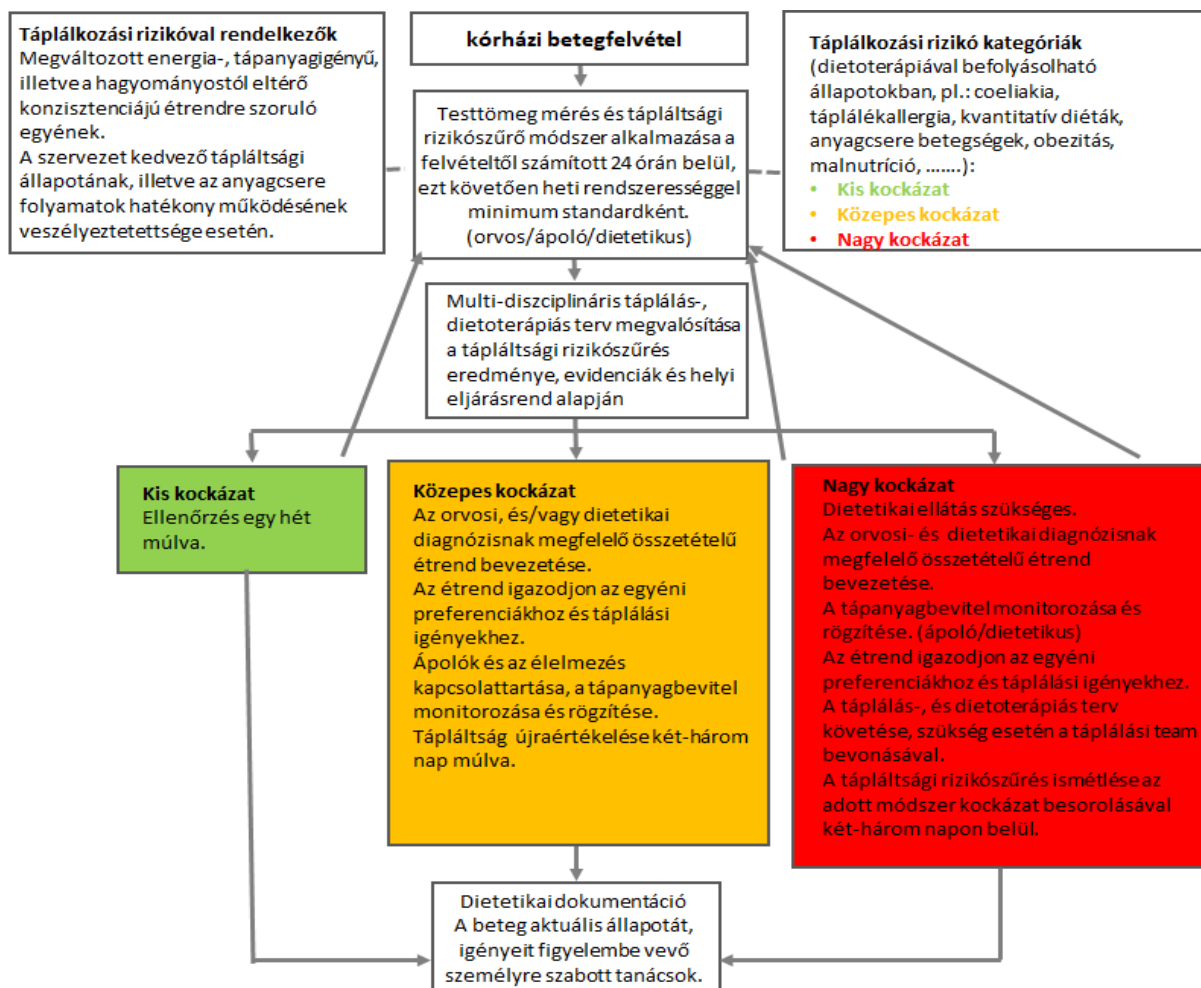 Táplálkozási rizikóval rendelkezők
Megváltozott energia-, tápanyagigényű,
illetve a hagyományostól eltérő
konzisztenciájú étrendre szoruló
egyének.
A szervezet kedvező tápláltsági
állapotának, illetve az anyagcsere
folyamatok hatékony működésének
veszélyeztetettsége esetén.
kórházi betegfelvétel
Testtömeg mérés és tápláltsági
rizikószűrő módszer alkalmazása a
felvételtől számított 24 órán belül,
ezt követően heti rendszerességgel
minimum standardként.
(orvos/ápoló/dietetikus)
Táplálkozási rizikó kategóriák
(dietoterápiával befolyásolható
állapotokban, pl.: coeliakia,
táplálékallergia, kvantitatív diéták,
anyagcsere betegségek, obezitás,
malnutríció, …….):
• Kis kockázat
• Közepes kockázat
• Nagy kockázat
Multi-diszciplináris táplálás-,
dietoterápiás terv megvalósítása
a tápláltsági rizikószűrés
eredménye, evidenciák és helyi
eljárásrend alapján
Kis kockázat
Ellenőrzés egy hét
múlva.
Közepes kockázat
Az orvosi, és/vagy dietetikai
diagnózisnak megfelelő összetételű
étrend bevezetése.
Az étrend igazodjon az egyéni
preferenciákhoz és táplálási
igényekhez.
Ápolók és az élelmezés
kapcsolattartása, a tápanyagbevitel
monitorozása és rögzítése.
Tápláltság újraértékelése két-három
nap múlva.
Nagy kockázat
Dietetikai ellátás szükséges.
Az orvosi- és dietetikai diagnózisnak
megfelelő összetételű étrend
bevezetése.
A tápanyagbevitel monitorozása és
rögzítése. (ápoló/dietetikus)
Az étrend igazodjon az egyéni
preferenciákhoz és táplálási igényekhez.
A táplálás-, és dietoterápiás terv
követése, szükség esetén a táplálási team
bevonásával.
A tápláltsági rizikószűrés ismétlése az
adott módszer kockázat besorolásával
két-három napon belül.
Dietetikai dokumentáció
A beteg aktuális állapotát,
igényeit figyelembe vevő
személyre szabott tanácsok.